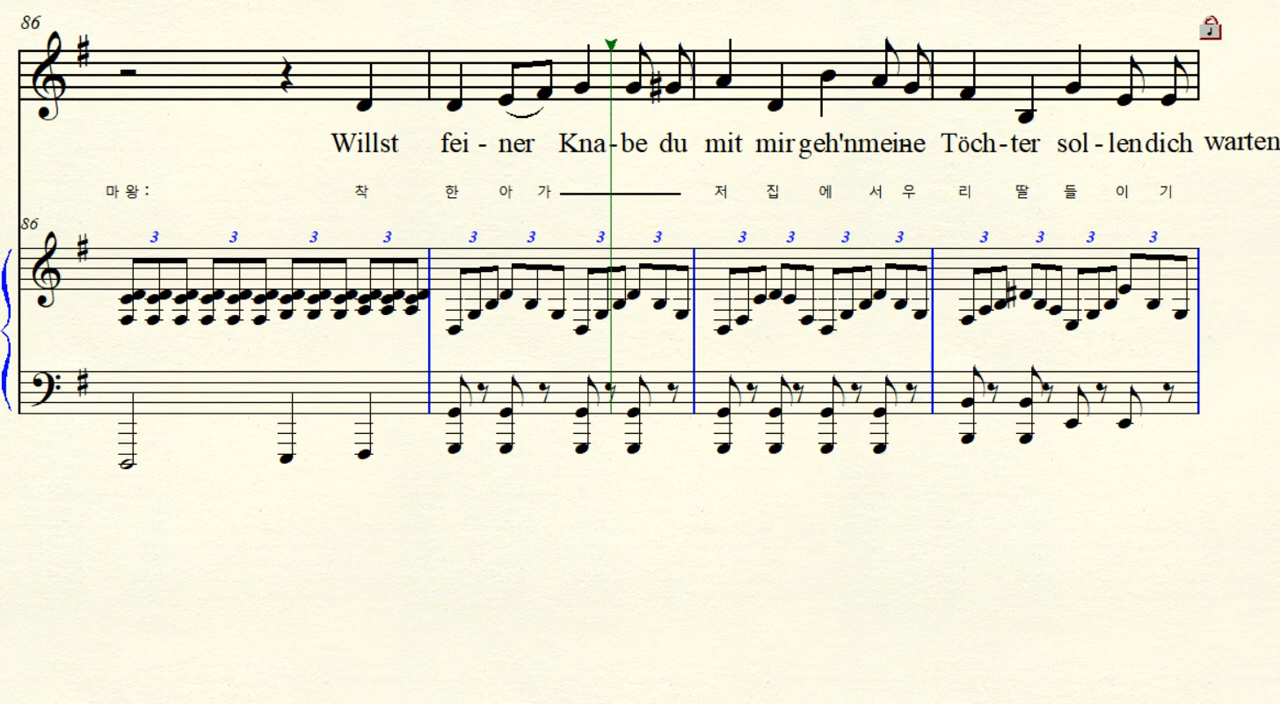 86
Willst fei - ner Kna - be du mit mir geh'n meine Töch - ter sol - len dich warten
마 왕 : 착 한 아 가 저 집 에 서 우 리 딸 들 이 기
86
3 3 3 3 3 3 3 3 3 3 3 3 3 3 3 3